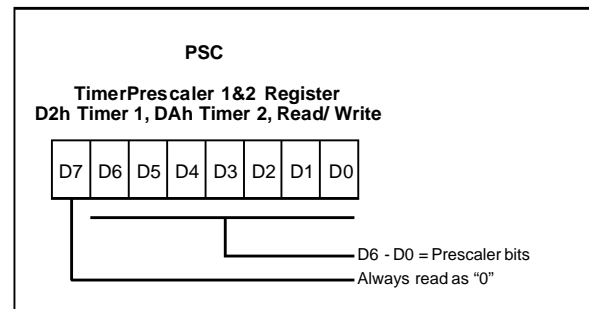 PSC
TimerPrescaler 1&2 Register
D2h Timer 1, DAh Timer 2, Read/ Write
D7 D6 D5 D4 D3 D2 D1 D0
D6 - D0 = Prescaler bits
Always read as “0”